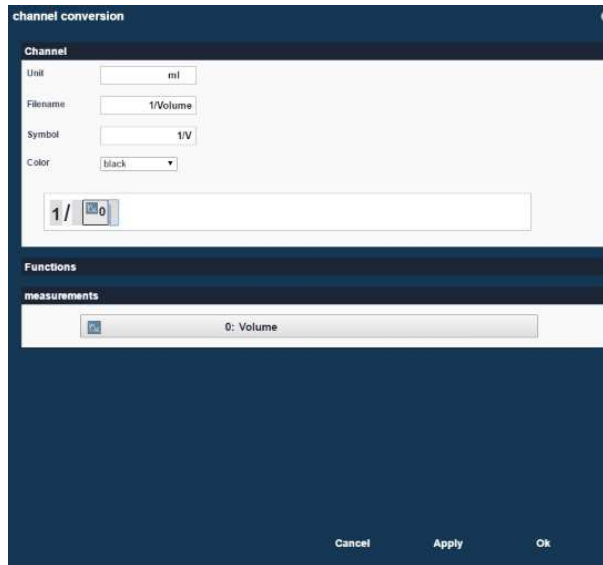 channel conversion
Channel
Unit ml
Filename 1/Volume
Symbol 1/V
Color black
1 / 0
Functions
measurements
0: Volume
Cancel Apply Ok